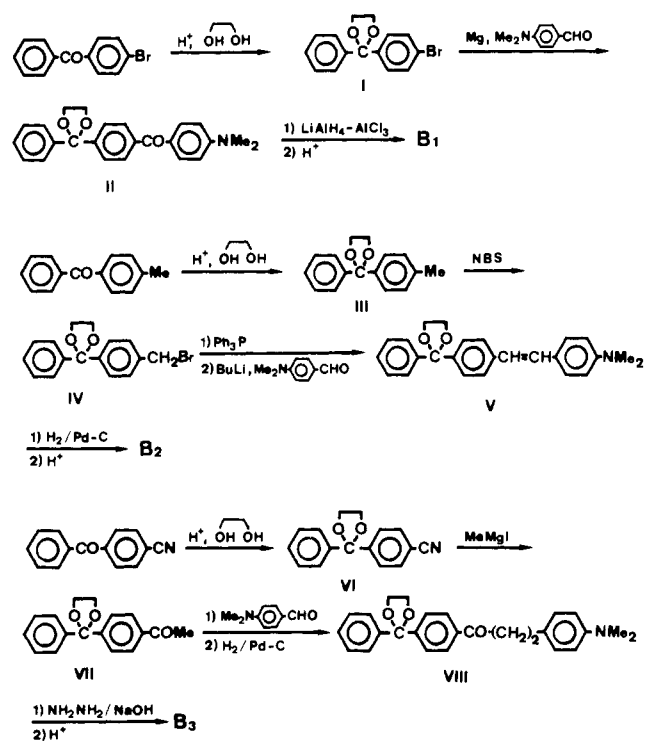 CO Br H⁺, OH OH O O C Br Mg, Me₂N CHO
I
O O C CO NMe₂ 1) LiAlH₄-AlCl₃ 2) H⁺ B₁
II
CO Me H⁺, OH OH O O C Me NBS
III
O O C CH₂Br 1) Ph₃P 2) BuLi, Me₂N CHO O O C CH=CH NMe₂
IV V
1) H₂/Pd-C 2) H⁺ B₂
CO CN H⁺, OH OH O O C CN MeMgI
VI
O O C COMe 1) Me₂N CHO 2) H₂/Pd-C O O C CO(CH₂)₂ NMe₂
VII VIII
1) NH₂NH₂/NaOH 2) H⁺ B₃